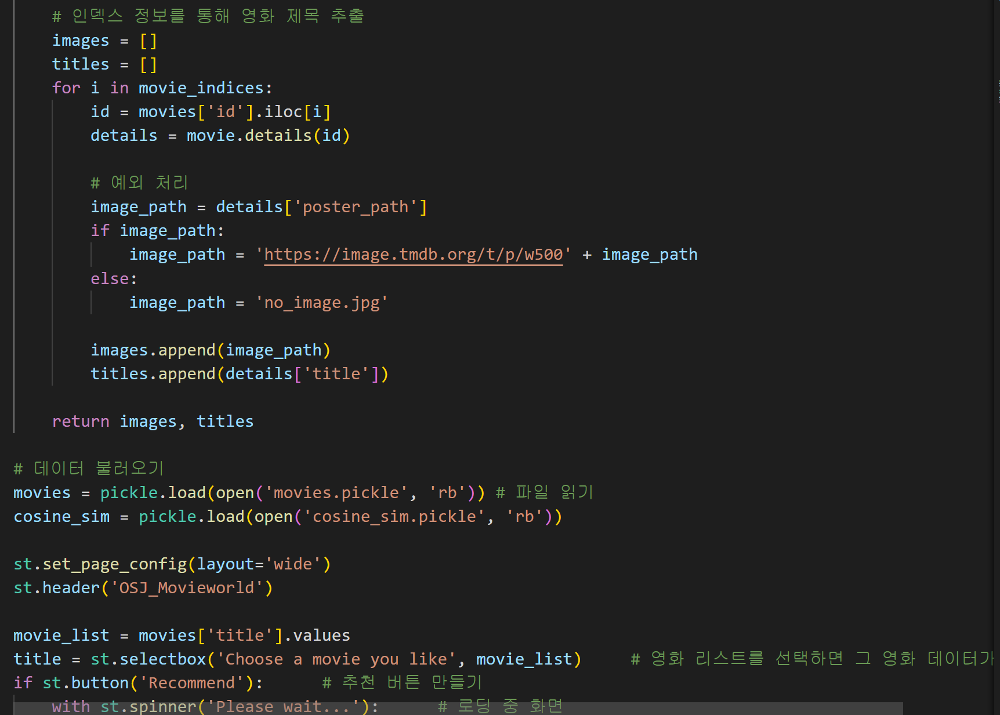 # 인덱스 정보를 통해 영화 제목 추출
images = []
titles = []
for i in movie_indices:
id = movies['id'].iloc[i]
details = movie.details(id)
# 예외 처리
image_path = details['poster_path']
if image_path:
image_path = 'https://image.tmdb.org/t/p/w500' + image_path
else:
image_path = 'no_image.jpg'
images.append(image_path)
titles.append(details['title'])
return images, titles
# 데이터 불러오기
movies = pickle.load(open('movies.pickle', 'rb')) # 파일 읽기
cosine_sim = pickle.load(open('cosine_sim.pickle', 'rb'))
st.set_page_config(layout='wide')
st.header('OSJ_Movieworld')
movie_list = movies['title'].values
title = st.selectbox('Choose a movie you like', movie_list) # 영화 리스트를 선택하면 그 영화 데이터가
if st.button('Recommend'): # 추천 버튼 만들기
with st.spinner('Please wait...'): # 로딩 중 화면